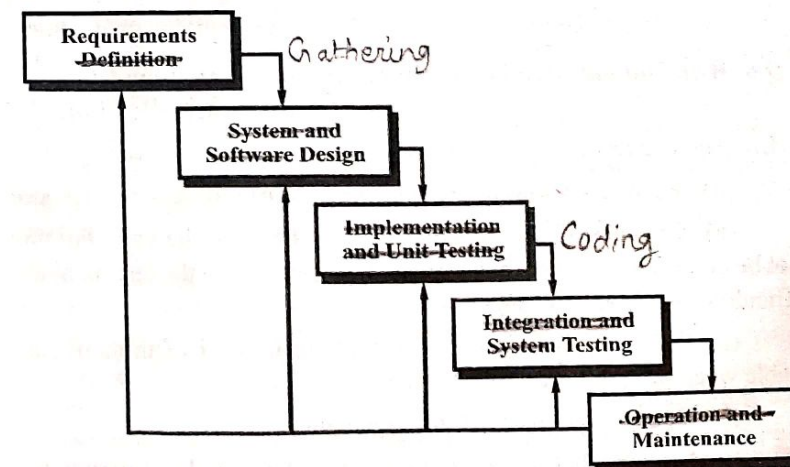 Requirements
Definition
Gathering
System and
Software Design
Implementation
and Unit Testing
Coding
Integration and
System Testing
Operation and
Maintenance